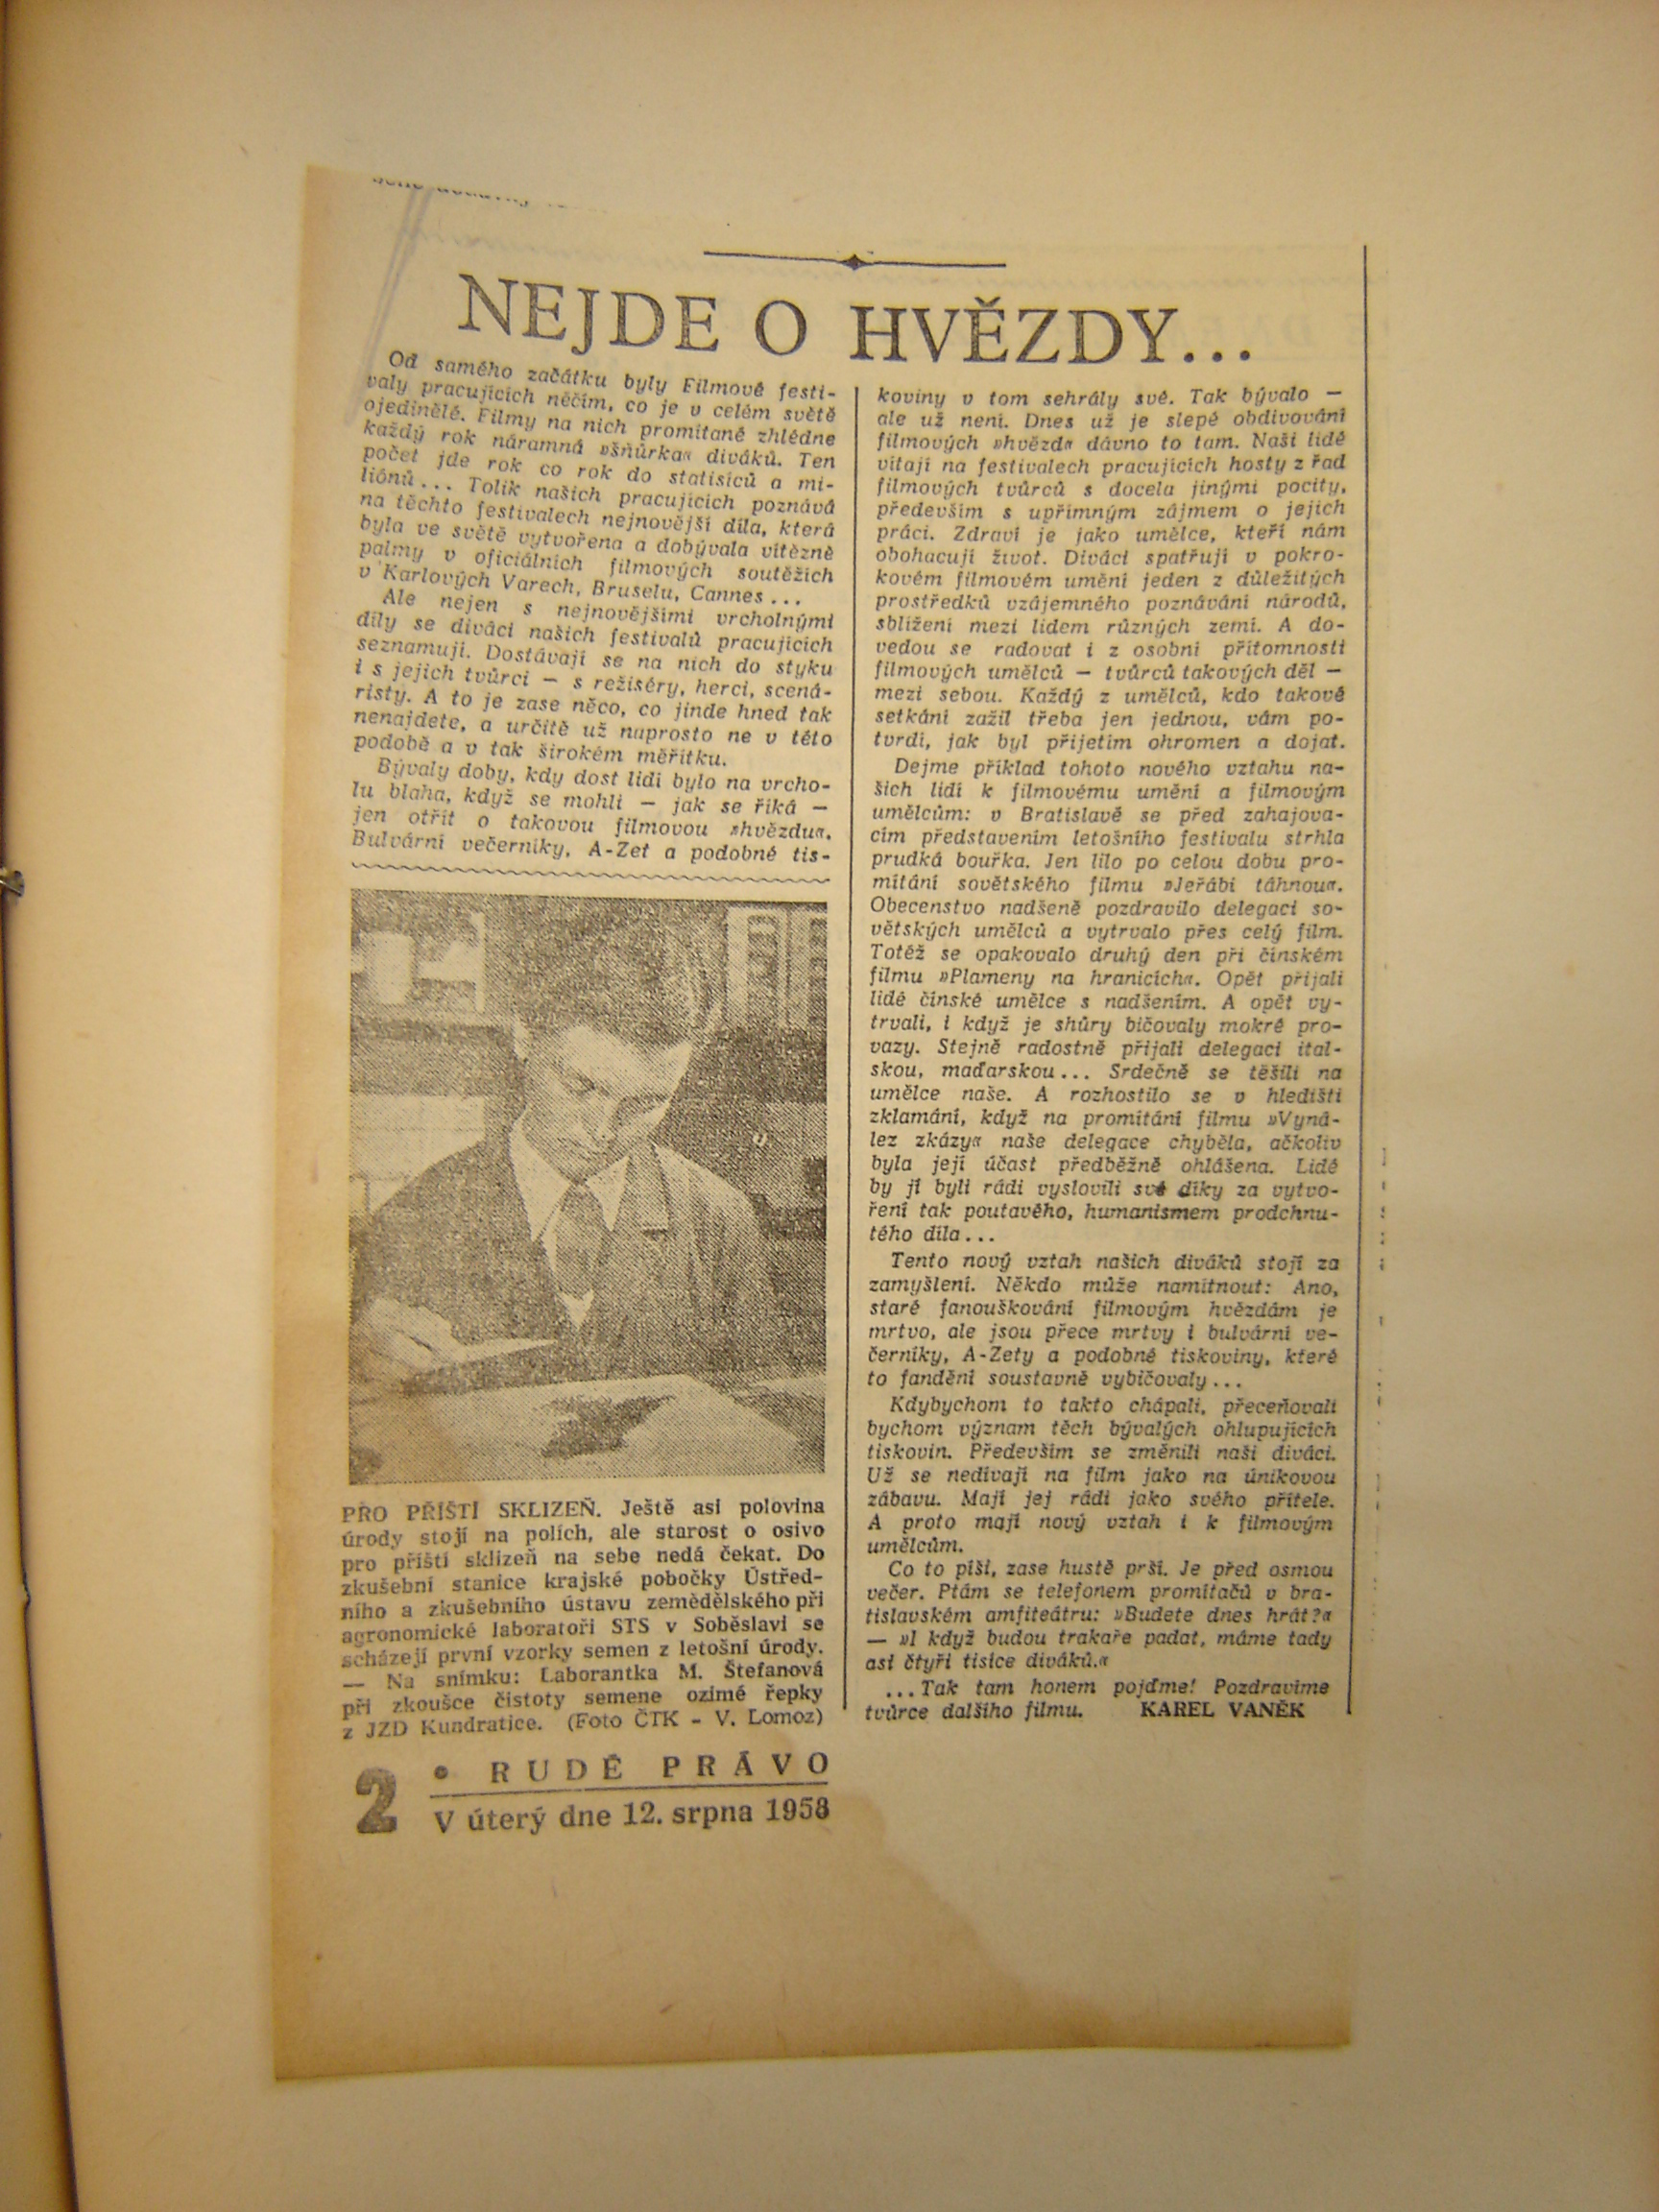 NEJDE O HVĚZDY...
Od samého začátku byly Filmové festi-
valy pracujících něčím, co je v celém světě
ojedinělé. Filmy na nich promítané zhlédne
každý rok náramná »šňůrka« diváků. Ten
počet jde rok co rok do statisíců a mi-
liónů... Tolik našich pracujících poznává
na těchto festivalech nejnovější díla, která
byla ve světě vytvořena a dobývala vítězné
palmy v oficiálních filmových soutěžích
v Karlových Varech, Bruselu, Cannes...
Ale nejen s nejnovějšími vrcholnými
díly se diváci našich festivalů pracujících
seznamují. Dostávají se na nich do styku
i s jejich tvůrci — s režiséry, herci, scená-
risty. A to je zase něco, co jinde hned tak
nenajdete, a určitě už naprosto ne v této
podobě a v tak širokém měřítku.
Bývaly doby, kdy dost lidí bylo na vrcho-
lu blaha, když se mohli — jak se říká —
jen otřít o takovou filmovou »hvězdu«.
Bulvární večerníky, A-Zet a podobné tis-
koviny v tom sehrály své. Tak bývalo —
ale už není. Dnes už je slepé obdivování
filmových »hvězd« dávno to tam. Naši lidé
vítají na festivalech pracujících hosty z řad
filmových tvůrců s docela jinými pocity,
především s upřímným zájmem o jejich
práci. Zdraví je jako umělce, kteří nám
obohacují život. Diváci spatřují v pokro-
kovém filmovém umění jeden z důležitých
prostředků vzájemného poznávání národů,
sblížení mezi lidem různých zemí. A do-
vedou se radovat i z osobní přítomnosti
filmových umělců — tvůrců takových děl —
mezi sebou. Každý z umělců, kdo takové
setkání zažil třeba jen jednou, vám po-
tvrdí, jak byl přijetím ohromen a dojat.
Dejme příklad tohoto nového vztahu na-
šich lidí k filmovému umění a filmovým
umělcům: v Bratislavě se před zahajova-
cím představením letošního festivalu strhla
prudká bouřka. Jen lilo po celou dobu pro-
mítání sovětského filmu »Jeřábi táhnou«.
Obecenstvo nadšeně pozdravilo delegaci so-
větských umělců a vytrvalo přes celý film.
Totéž se opakovalo druhý den při čínském
filmu »Plameny na hranicích«. Opět přijali
lidé čínské umělce s nadšením. A opět vy-
trvali, i když je shůry bičovaly mokré pro-
vazy. Stejně radostně přijali delegaci ital-
skou, maďarskou... Srdečně se těšili na
umělce naše. A rozhostilo se v hledišti
zklamání, když na promítání filmu »Vyná-
lez zkázy« naše delegace chyběla, ačkoliv
byla její účast předběžně ohlášena. Lidé
by jí byli rádi vyslovili své díky za vytvo-
ření tak poutavého, humanismem prodchnu-
tého díla...
Tento nový vztah našich diváků stojí za
zamyšlení. Někdo může namítnout: Ano,
staré fanouškování filmovým hvězdám je
mrtvo, ale jsou přece mrtvy i bulvární ve-
černíky, A-Zety a podobné tiskoviny, které
to fandění soustavně vybičovaly...
Kdybychom to takto chápali, přeceňovali
bychom význam těch bývalých ohlupujících
tiskovin. Především se změnili naši diváci.
Už se nedívají na film jako na únikovou
zábavu. Mají jej rádi jako svého přítele.
A proto mají nový vztah i k filmovým
umělcům.
Co to píši, zase hustě prší. Je před osmou
večer. Ptám se telefonem promítačů v bra-
tislavském amfiteátru: »Budete dnes hrát?«
— »I když budou trakaře padat, máme tady
asi čtyři tisíce diváků.«
...Tak tam honem pojďme! Pozdravíme
tvůrce dalšího filmu. KAREL VANĚK
PRO PŘÍŠTÍ SKLIZEŇ. Ještě asi polovina
úrody stojí na polích, ale starost o osivo
pro příští sklizeň na sebe nedá čekat. Do
zkušební stanice krajské pobočky Ústřed-
ního a zkušebního ústavu zemědělského při
agronomické laboratoři STS v Soběslavi se
scházejí první vzorky semen z letošní úrody.
— Na snímku: Laborantka M. Štefanová
při zkoušce čistoty semene ozimé řepky
z JZD Kundratice. (Foto ČTK - V. Lomoz)
2 • RUDÉ PRÁVO
V úterý dne 12. srpna 1958